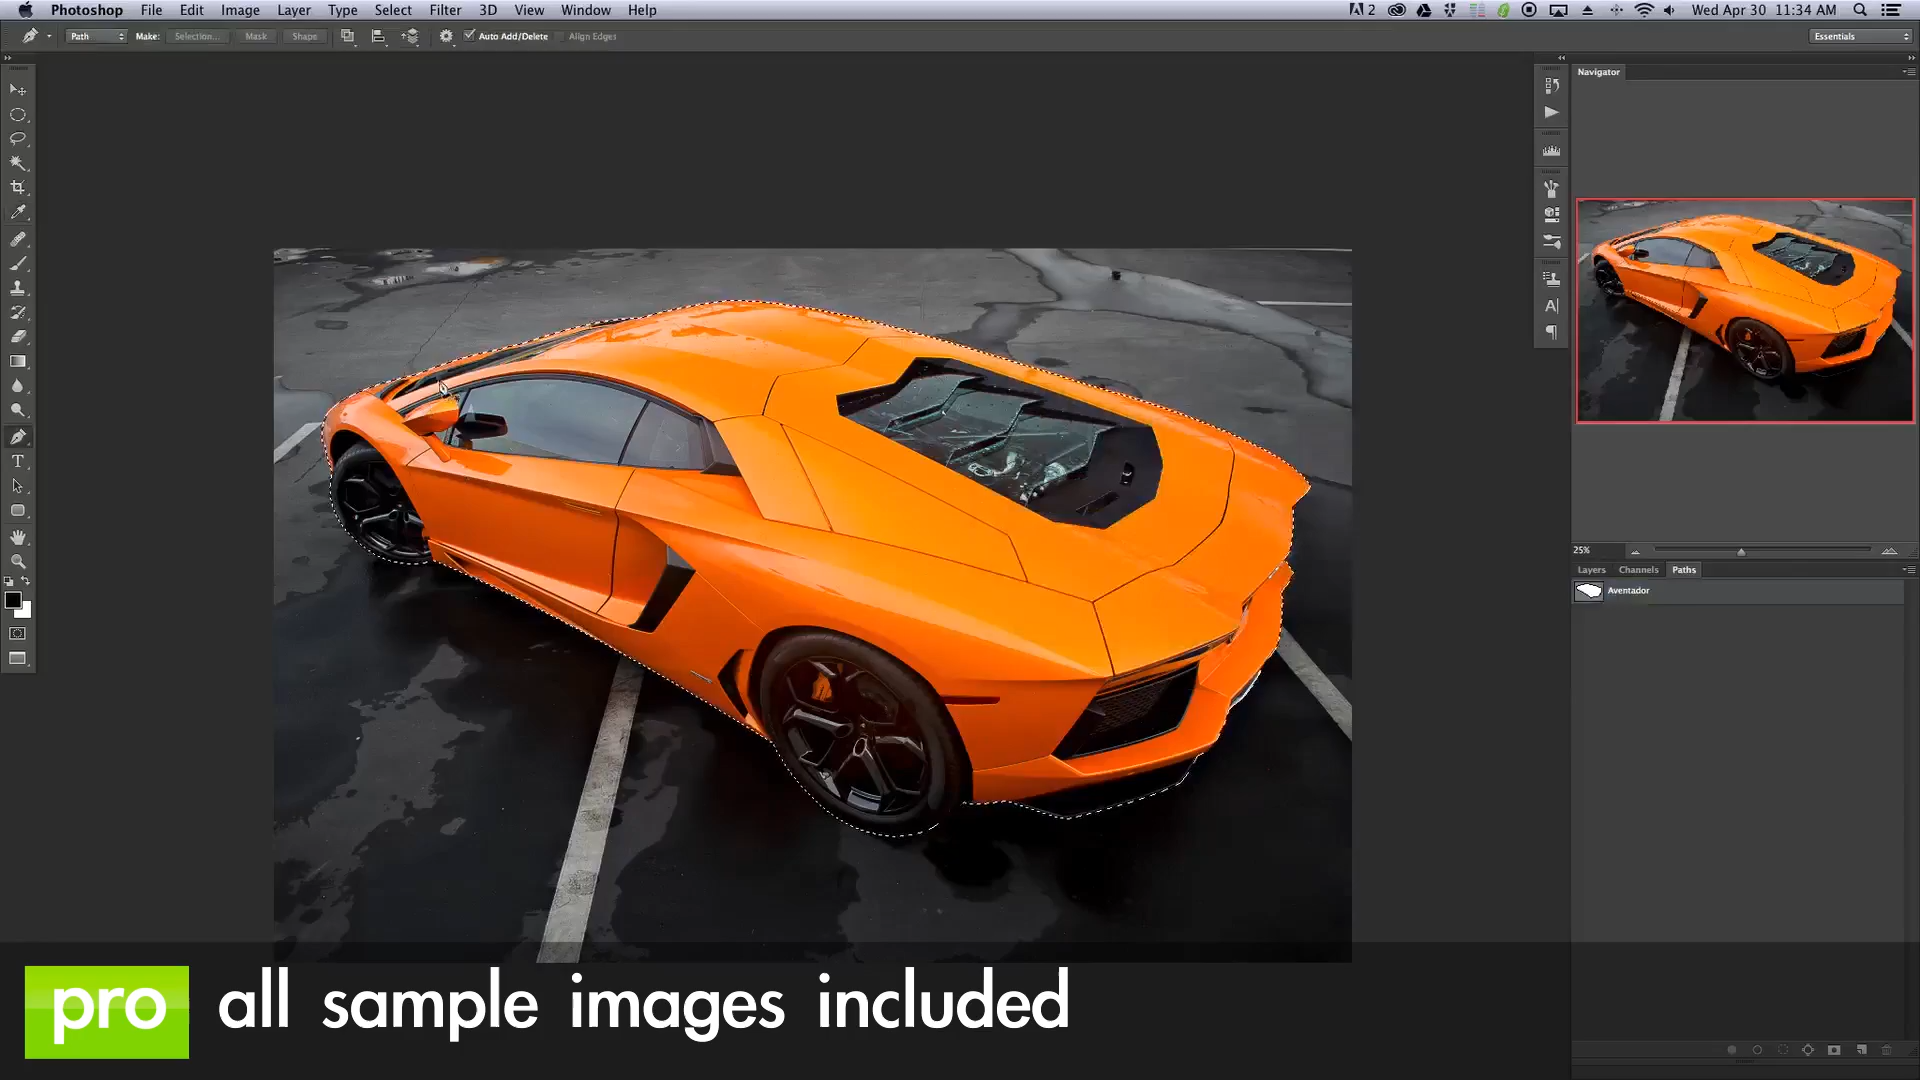 Photoshop File Edit Image Layer Type Select Filter 3D View Window Help 2 Wed Apr 30 11:34 AM
Path Make: Selection... Mask Shape Auto Add/Delete Align Edges Essentials
Navigator
25%
Layers Channels Paths
Aventador
pro all sample images included